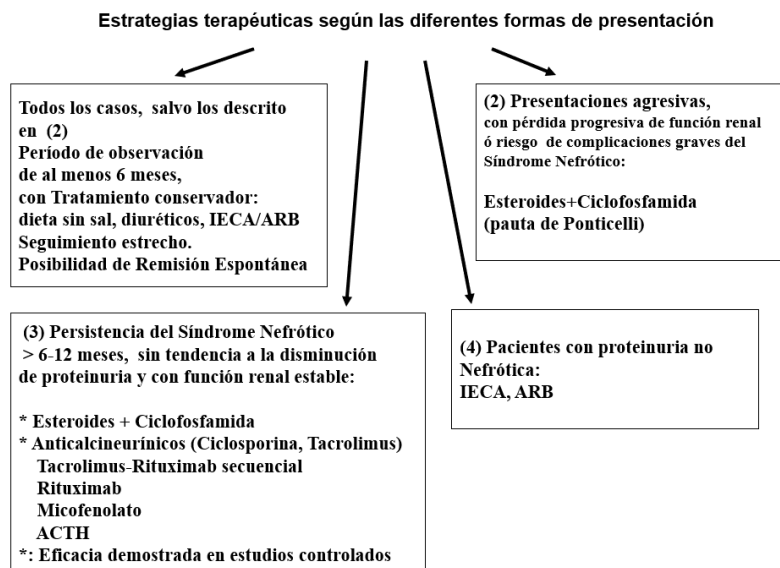 Estrategias terapéuticas según las diferentes formas de presentación
Todos los casos, salvo los descrito
en (2)
Período de observación
de al menos 6 meses,
con Tratamiento conservador:
dieta sin sal, diuréticos, IECA/ARB
Seguimiento estrecho.
Posibilidad de Remisión Espontánea
(2) Presentaciones agresivas,
con pérdida progresiva de función renal
ó riesgo de complicaciones graves del
Síndrome Nefrótico:
Esteroides+Ciclofosfamida
(pauta de Ponticelli)
(3) Persistencia del Síndrome Nefrótico
> 6-12 meses, sin tendencia a la disminución
de proteinuria y con función renal estable:
* Esteroides + Ciclofosfamida
* Anticalcineurínicos (Ciclosporina, Tacrolimus)
Tacrolimus-Rituximab secuencial
Rituximab
Micofenolato
ACTH
*: Eficacia demostrada en estudios controlados
(4) Pacientes con proteinuria no
Nefrótica:
IECA, ARB